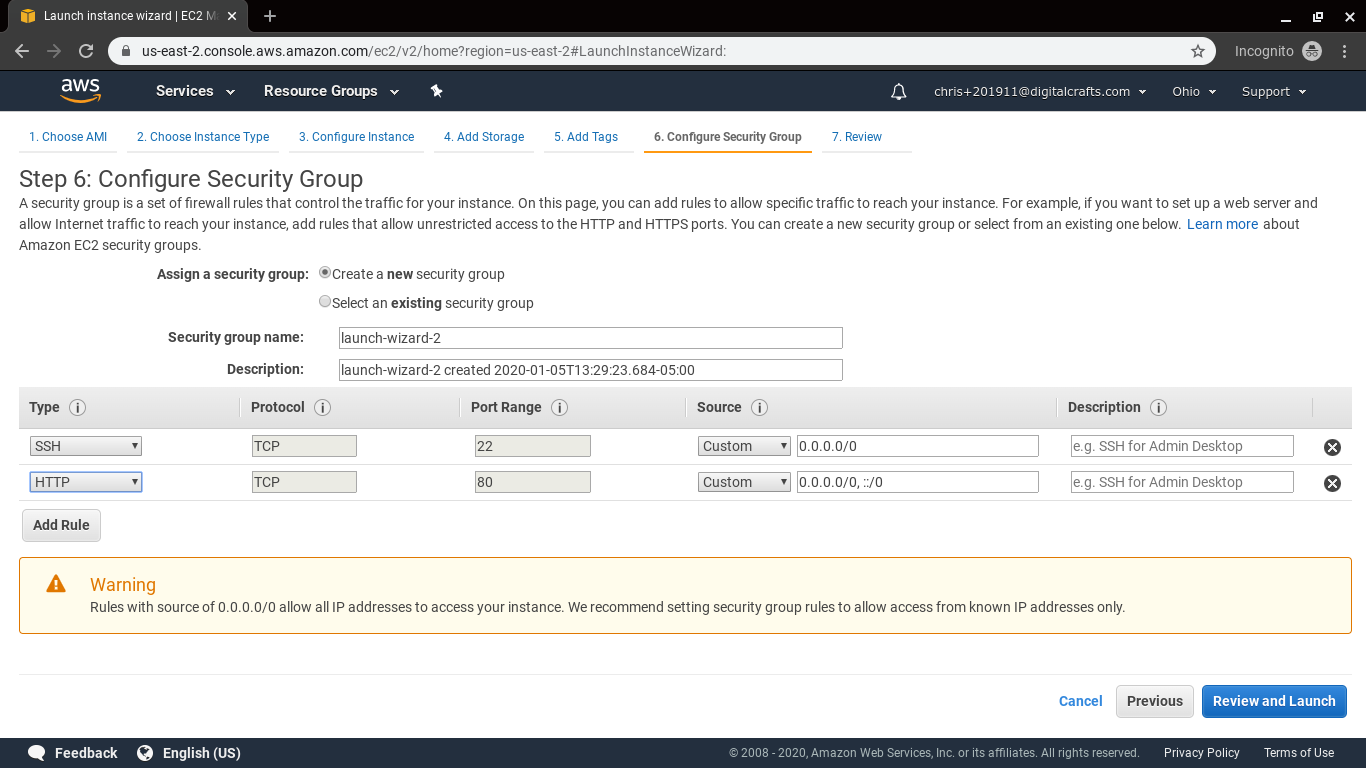 Launch instance wizard | EC2 M
us-east-2.console.aws.amazon.com/ec2/v2/home?region=us-east-2#LaunchInstanceWizard:
Incognito
aws
Services
Resource Groups
chris+201911@digitalcrafts.com
Ohio
Support
1. Choose AMI
2. Choose Instance Type
3. Configure Instance
4. Add Storage
5. Add Tags
6. Configure Security Group
7. Review
Step 6: Configure Security Group
A security group is a set of firewall rules that control the traffic for your instance. On this page, you can add rules to allow specific traffic to reach your instance. For example, if you want to set up a web server and
allow Internet traffic to reach your instance, add rules that allow unrestricted access to the HTTP and HTTPS ports. You can create a new security group or select from an existing one below. Learn more about
Amazon EC2 security groups.
Assign a security group: Create a new security group
Select an existing security group
Security group name: launch-wizard-2
Description: launch-wizard-2 created 2020-01-05T13:29:23.684-05:00
Type i Protocol i Port Range i Source i Description i
SSH TCP 22 Custom 0.0.0.0/0 e.g. SSH for Admin Desktop
HTTP TCP 80 Custom 0.0.0.0/0, ::/0 e.g. SSH for Admin Desktop
Add Rule
Warning
Rules with source of 0.0.0.0/0 allow all IP addresses to access your instance. We recommend setting security group rules to allow access from known IP addresses only.
Cancel Previous Review and Launch
Feedback English (US) © 2008 - 2020, Amazon Web Services, Inc. or its affiliates. All rights reserved. Privacy Policy Terms of Use